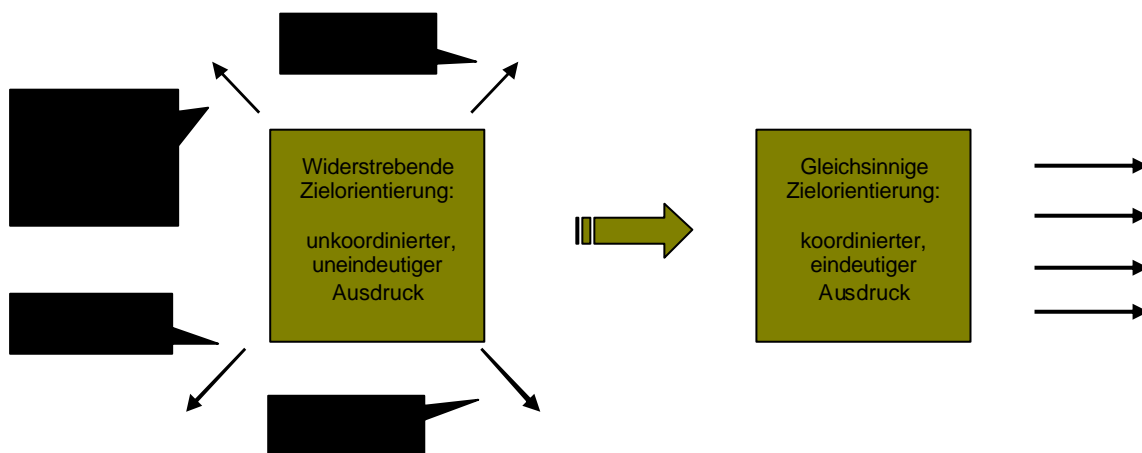 Widerstrebende
Zielorientierung:
unkoordinierter,
uneindeutiger
Ausdruck
Gleichsinnige
Zielorientierung:
koordinierter,
eindeutiger
Ausdruck